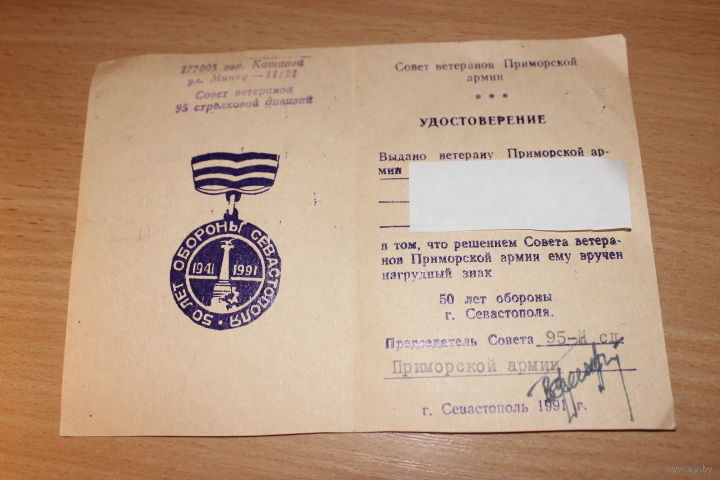 277005 гор. Кишинев
ул. Минку — 11/21
Совет ветеранов
95 стрелковой дивизии
50 ЛЕТ ОБОРОНЫ СЕВАСТОПОЛЯ
1941 1991
Совет ветеранов Приморской
армии
* * *
УДОСТОВЕРЕНИЕ
Выдано ветерану Приморской ар-
мии
в том, что решением Совета ветера-
нов Приморской армии ему вручен
нагрудный знак
50 лет обороны
г. Севастополя.
Председатель Совета 95-й сд
Приморской армии
г. Севастополь 1991 г.
www.ay.by